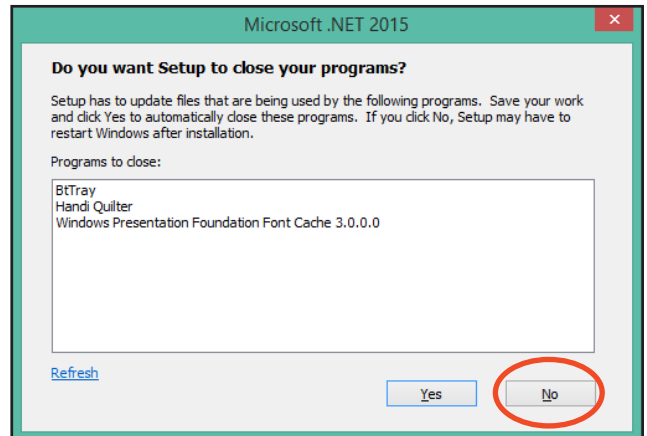 Microsoft .NET 2015
Do you want Setup to close your programs?
Setup has to update files that are being used by the following programs. Save your work
and click Yes to automatically close these programs. If you click No, Setup may have to
restart Windows after installation.
Programs to close:
BtTray
Handi Quilter
Windows Presentation Foundation Font Cache 3.0.0.0
Refresh
Yes No